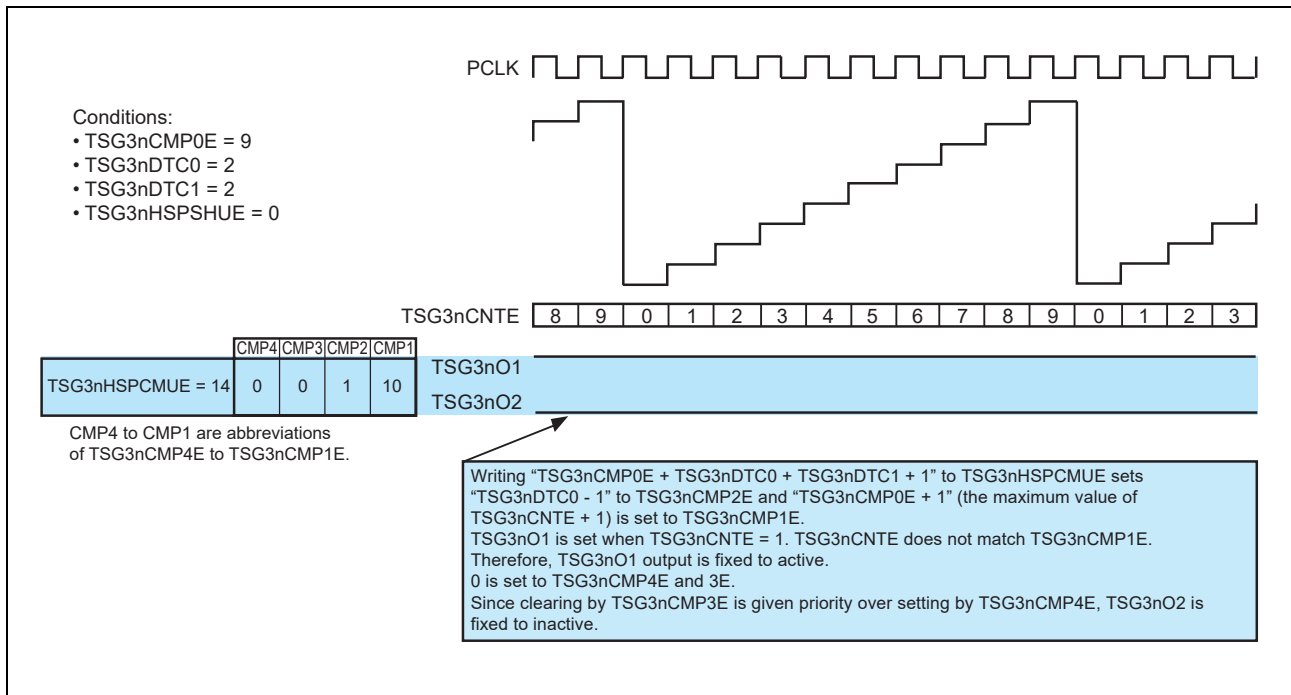 PCLK
Conditions:
• TSG3nCMP0E = 9
• TSG3nDTC0 = 2
• TSG3nDTC1 = 2
• TSG3nHSPSHUE = 0
TSG3nCNTE 8 9 0 1 2 3 4 5 6 7 8 9 0 1 2 3
CMP4 CMP3 CMP2 CMP1
TSG3nHSPCMUE = 14 0 0 1 10
TSG3nO1
TSG3nO2
CMP4 to CMP1 are abbreviations
of TSG3nCMP4E to TSG3nCMP1E.
Writing “TSG3nCMP0E + TSG3nDTC0 + TSG3nDTC1 + 1” to TSG3nHSPCMUE sets
“TSG3nDTC0 - 1” to TSG3nCMP2E and “TSG3nCMP0E + 1” (the maximum value of
TSG3nCNTE + 1) is set to TSG3nCMP1E.
TSG3nO1 is set when TSG3nCNTE = 1. TSG3nCNTE does not match TSG3nCMP1E.
Therefore, TSG3nO1 output is fixed to active.
0 is set to TSG3nCMP4E and 3E.
Since clearing by TSG3nCMP3E is given priority over setting by TSG3nCMP4E, TSG3nO2 is
fixed to inactive.